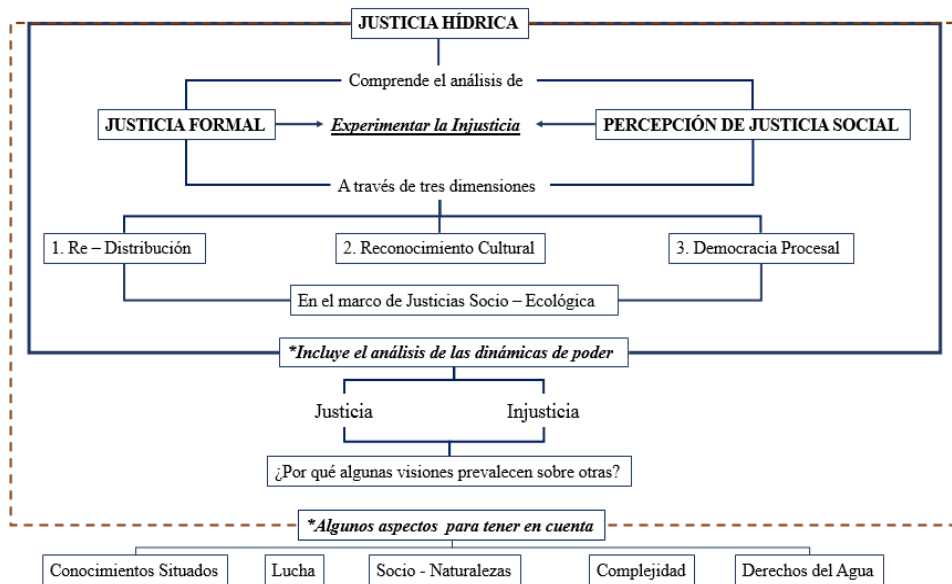 JUSTICIA HÍDRICA
Comprende el análisis de
JUSTICIA FORMAL
Experimentar la Injusticia
PERCEPCIÓN DE JUSTICIA SOCIAL
A través de tres dimensiones
1. Re – Distribución
2. Reconocimiento Cultural
3. Democracia Procesal
En el marco de Justicias Socio – Ecológica
*Incluye el análisis de las dinámicas de poder
Justicia
Injusticia
¿Por qué algunas visiones prevalecen sobre otras?
*Algunos aspectos para tener en cuenta
Conocimientos Situados
Lucha
Socio - Naturalezas
Complejidad
Derechos del Agua